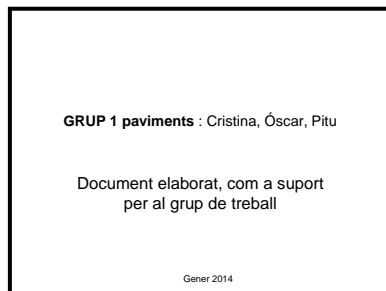 GRUP 1 paviments : Cristina, Óscar, Pitu
Document elaborat, com a suport
per al grup de treball
Gener 2014